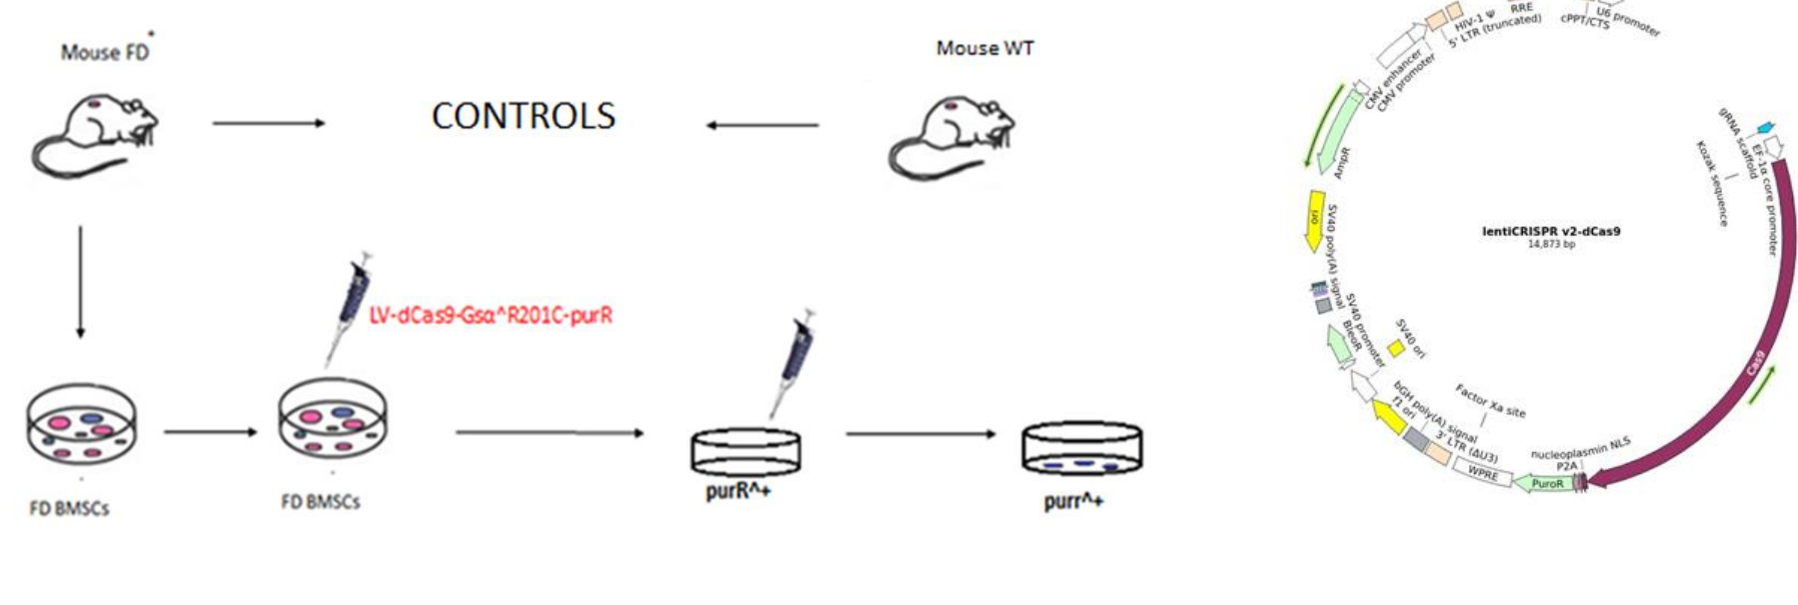 Mouse FD*
Mouse WT
CONTROLS
LV-dCas9-Gsα^R201C-purR
FD BMSCs
FD BMSCs
purR^+
purr^+
RRE
HIV-1 Ψ
5' LTR (truncated)
cPPT/CTS
U6 promoter
CMV enhancer
CMV promoter
AmpR
ori
SV40 poly(A) signal
SV40 promoter
BleoR
SV40 ori
bGH poly(A) signal
f1 ori
3' LTR (ΔU3)
Factor Xa site
WPRE
PuroR
P2A
nucleoplasmin NLS
Cas9
gRNA scaffold
EF-1α core promoter
Kozak sequence
lentiCRISPR v2-dCas9
14,873 bp